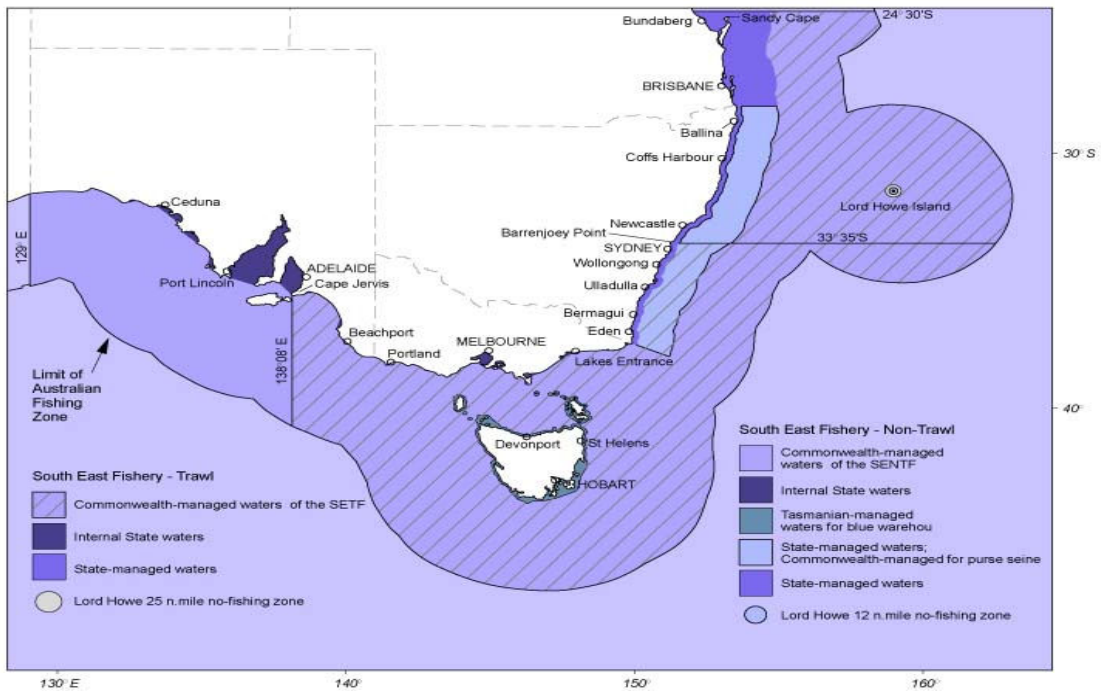 Bundaberg
Sandy Cape
24° 30'S
BRISBANE
Ballina
30° S
Coffs Harbour
Lord Howe Island
Ceduna
Newcastle
Barrenjoey Point
33° 35'S
SYDNEY
129° E
Wollongong
ADELAIDE
Port Lincoln
Cape Jervis
Ulladulla
Bermagui
Beachport
MELBOURNE
Eden
Portland
Lakes Entrance
138°08' E
Limit of
Australian
Fishing
Zone
40°
Devonport
St Helens
HOBART
South East Fishery - Trawl
Commonwealth-managed waters of the SETF
Internal State waters
State-managed waters
Lord Howe 25 n.mile no-fishing zone
South East Fishery - Non-Trawl
Commonwealth-managed
waters of the SENTF
Internal State waters
Tasmanian-managed
waters for blue warehou
State-managed waters;
Commonwealth-managed for purse seine
State-managed waters
Lord Howe 12 n.mile no-fishing zone
130° E
140°
150°
160°